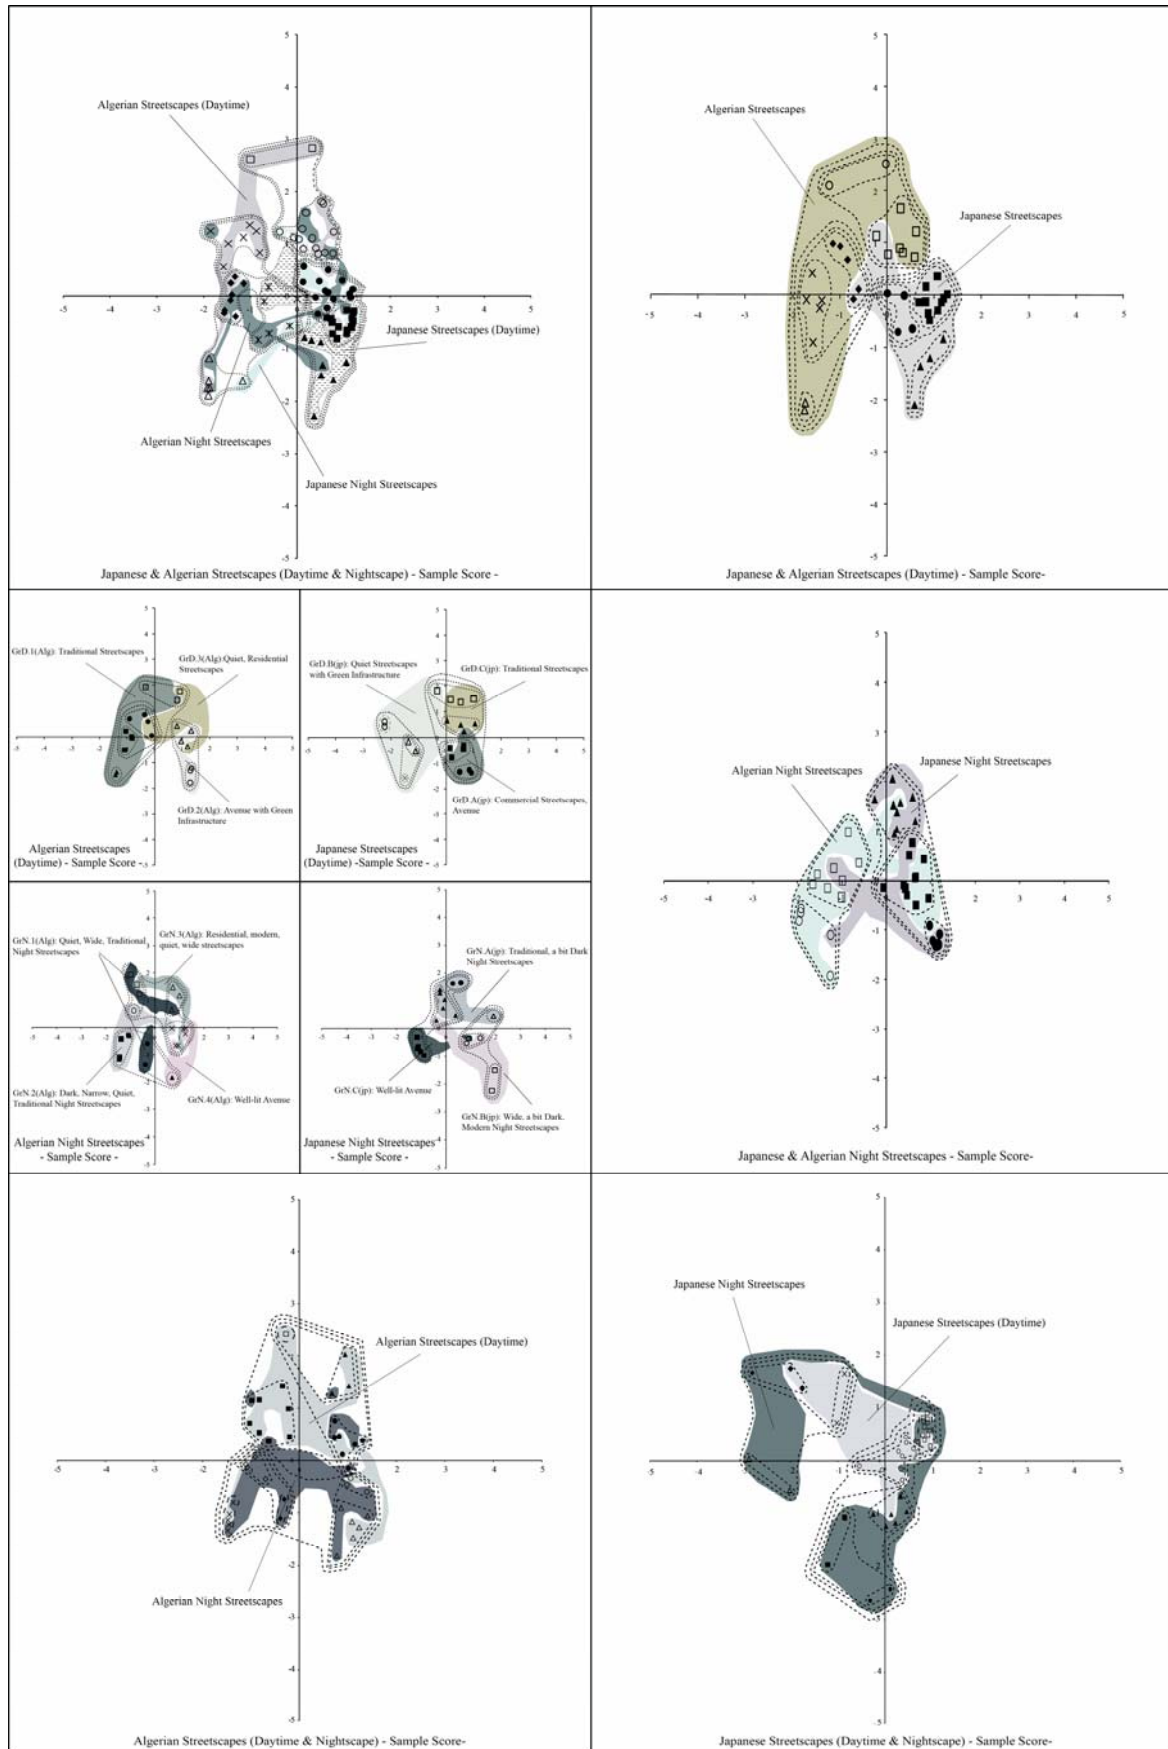 Algerian Streetscapes (Daytime)
Japanese Streetscapes (Daytime)
Algerian Night Streetscapes
Japanese Night Streetscapes
Japanese & Algerian Streetscapes (Daytime & Nightscape) - Sample Score -
Algerian Streetscapes
Japanese Streetscapes
Japanese & Algerian Streetscapes (Daytime) - Sample Score-
GrD.1(Alg): Traditional Streetscapes
GrD.3(Alg):Quiet, Residential
Streetscapes
GrD.2(Alg): Avenue with Green
Infrastructure
Algerian Streetscapes
(Daytime) - Sample Score -
GrD.B(jp): Quiet Streetscapes
with Green Infrastructure
GrD.C(jp): Traditional Streetscapes
GrD.A(jp): Commercial Streetscapes,
Avenue
Japanese Streetscapes
(Daytime) -Sample Score -
Algerian Night Streetscapes
Japanese Night Streetscapes
Japanese & Algerian Night Streetscapes - Sample Score-
GrN.1(Alg): Quiet, Wide, Traditional
Night Streetscapes
GrN.3(Alg): Residential, modern,
quiet, wide streetscapes
GrN.2(Alg): Dark, Narrow, Quiet,
Traditional Night Streetscapes
GrN.4(Alg): Well-lit Avenue
Algerian Night Streetscapes
- Sample Score -
GrN.A(jp): Traditional, a bit Dark
Night Streetscapes
GrN.C(jp): Well-lit Avenue
GrN.B(jp): Wide, a bit Dark,
Modern Night Streetscapes
Japanese Night Streetscapes
- Sample Score -
Algerian Streetscapes (Daytime)
Algerian Night Streetscapes
Algerian Streetscapes (Daytime & Nightscape) - Sample Score-
Japanese Night Streetscapes
Japanese Streetscapes (Daytime)
Japanese Streetscapes (Daytime & Nightscape) - Sample Score-